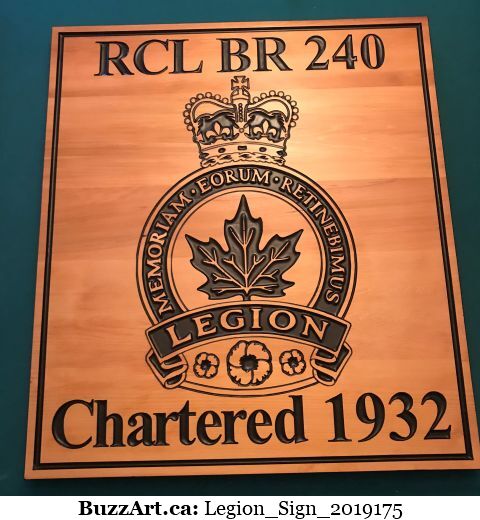 RCL BR 240
MEMORIAM · EORUM · RETINEBIMUS
LEGION
Chartered 1932
BuzzArt.ca: Legion_Sign_2019175